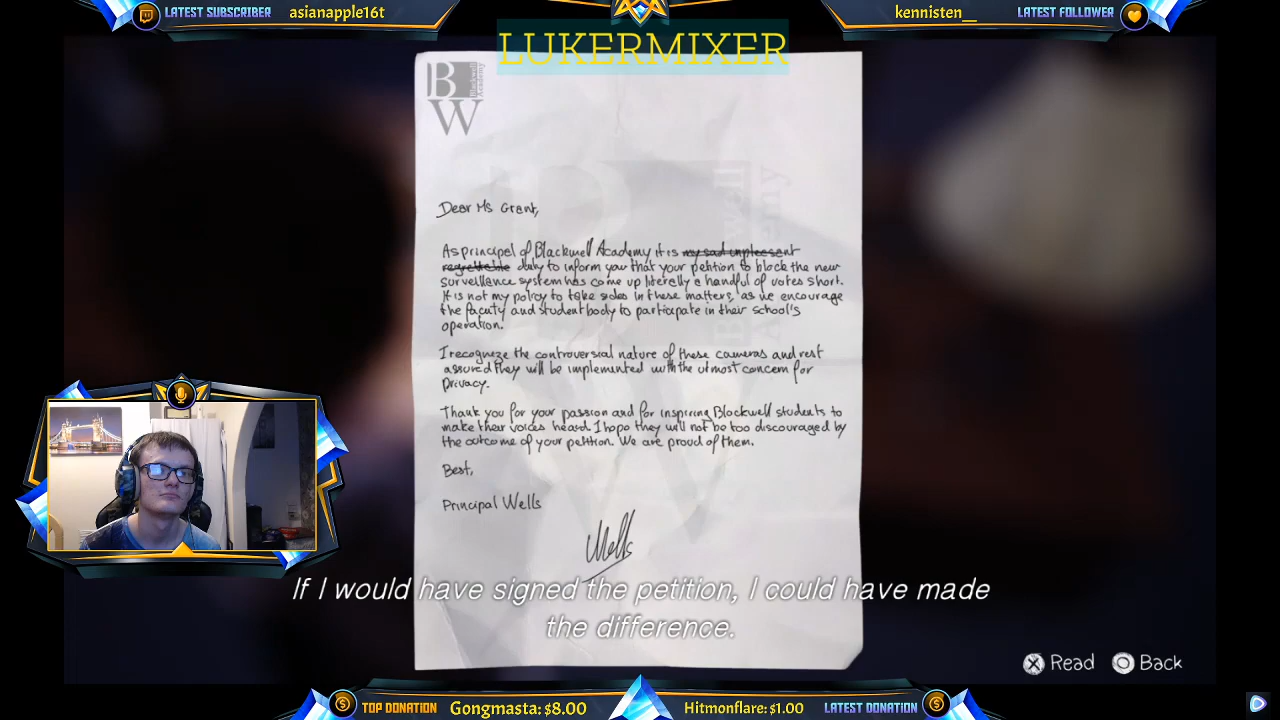 LATEST SUBSCRIBER asianapple16t
kennisten__ LATEST FOLLOWER
LUKERMIXER
B Blackwell Academy
W
Dear Ms Grant,
As principel of Blackwell Academy it is my sad unpleesent
regrettable duty to inform you that your petition to block the new
surveillence system has come up literally a handful of votes short.
It is not my policy to take sides in these matters, as we encourage
the faculty and student body to participate in their school's
operation.
I recognize the controversial nature of these cameras and rest
assured they will be implemented with the utmost concern for
Privacy.
Thank you for your passion and for inspiring Blackwell students to
make their voices heard. I hope they will not be too discouraged by
the outcome of your petition. We are proud of them.
Best,
Principal Wells
Wells
If I would have signed the petition, I could have made
the difference.
Read Back
TOP DONATION Gongmasta: $8.00
Hitmonflare: $1.00 LATEST DONATION